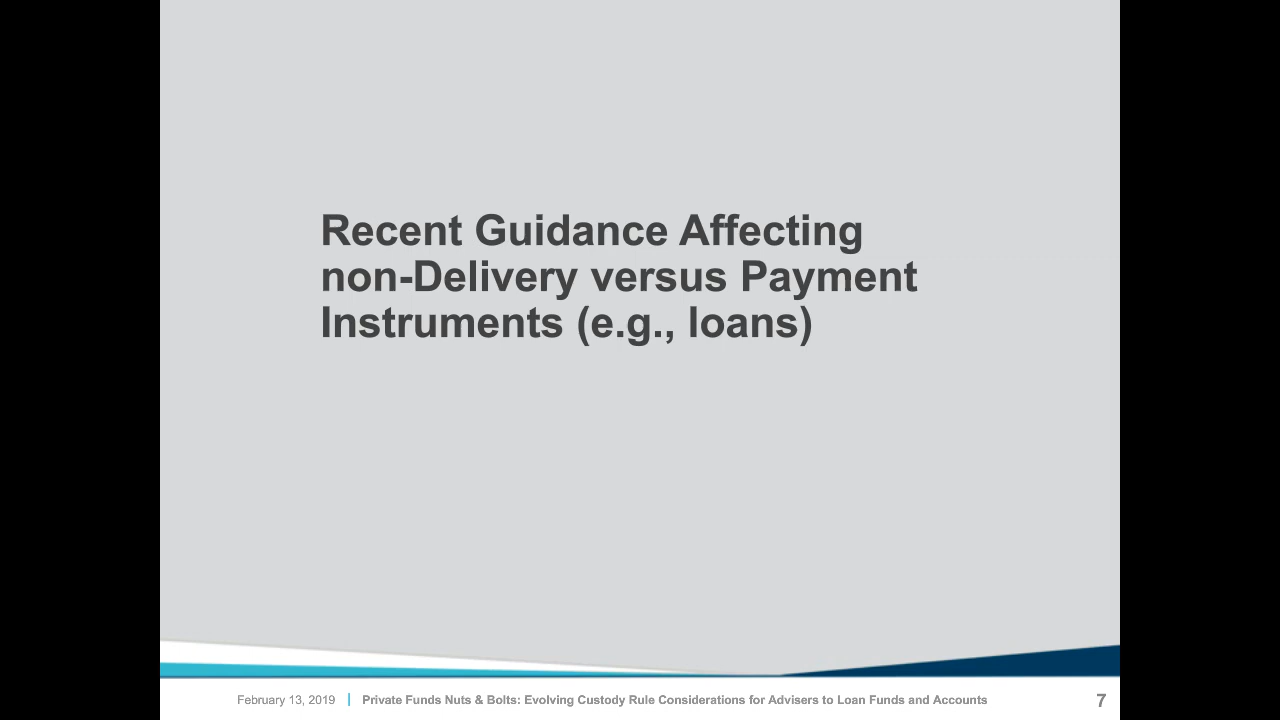 Recent Guidance Affecting
non-Delivery versus Payment
Instruments (e.g., loans)
February 13, 2019 | Private Funds Nuts & Bolts: Evolving Custody Rule Considerations for Advisers to Loan Funds and Accounts 7